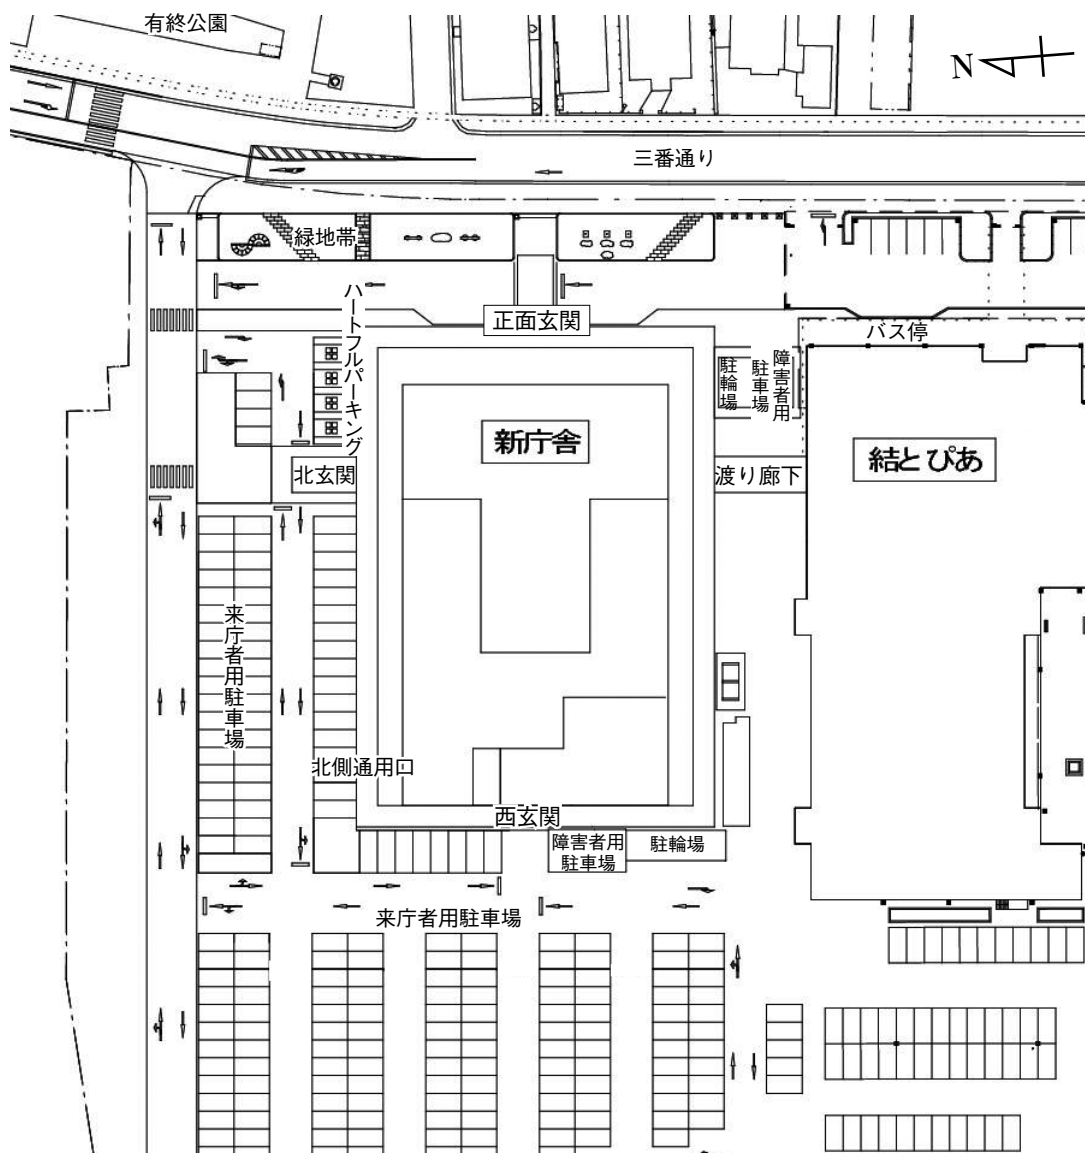 有終公園
N
三番通り
緑地帯
正面玄関
バス停
ハートフルパーキング
駐輪場
障害者用
駐車場
新庁舎
結とぴあ
北玄関
渡り廊下
来庁者用駐車場
北側通用口
西玄関
障害者用
駐車場
駐輪場
来庁者用駐車場